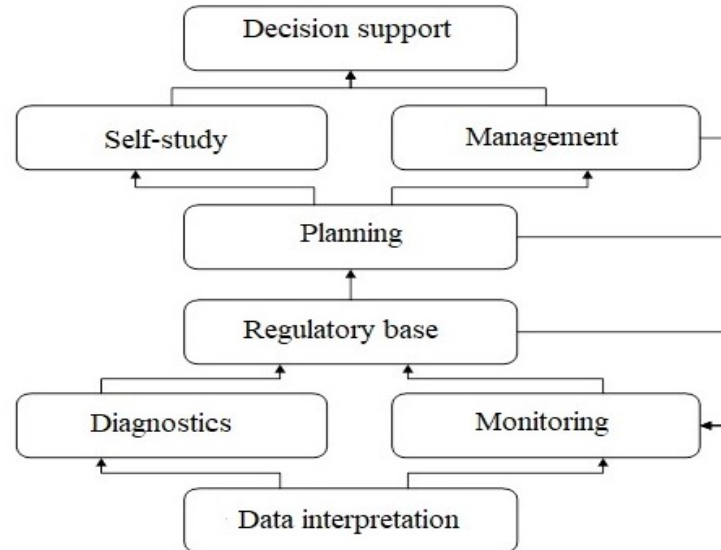 Decision support
Self-study
Management
Planning
Regulatory base
Diagnostics
Monitoring
Data interpretation